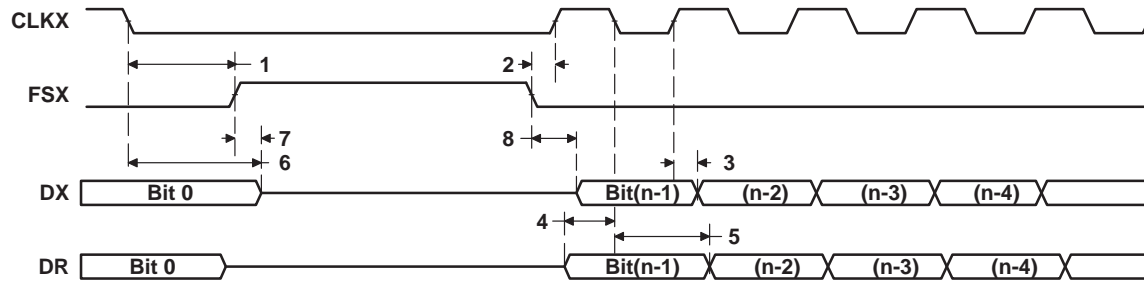 CLKX
1
2
FSX
7
8
6
3
DX
Bit 0
Bit(n-1)
(n-2)
(n-3)
(n-4)
4
5
DR
Bit 0
Bit(n-1)
(n-2)
(n-3)
(n-4)